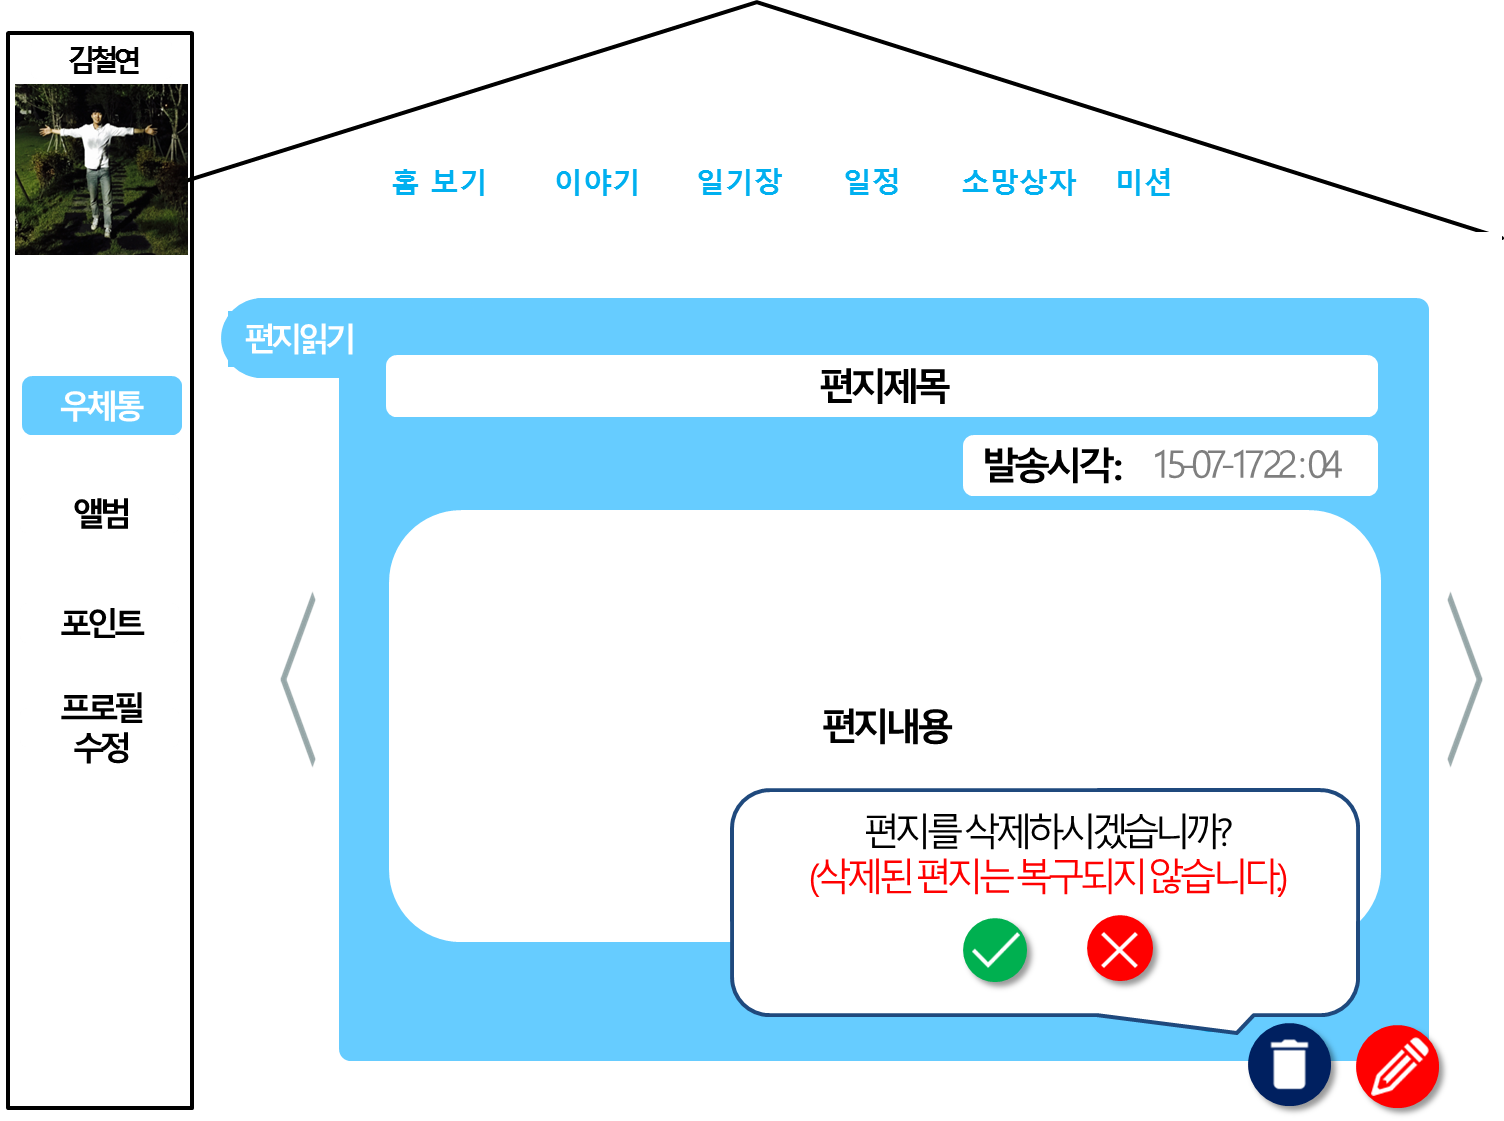 김철연
홈 보기 이야기 일기장 일정 소망상자 미션
편지읽기
편지제목
우체통
발송시각: 15-07-17 22:04
앨범
포인트
프로필
수정
편지내용
편지를 삭제하시겠습니까?
(삭제된 편지는 복구되지 않습니다.)